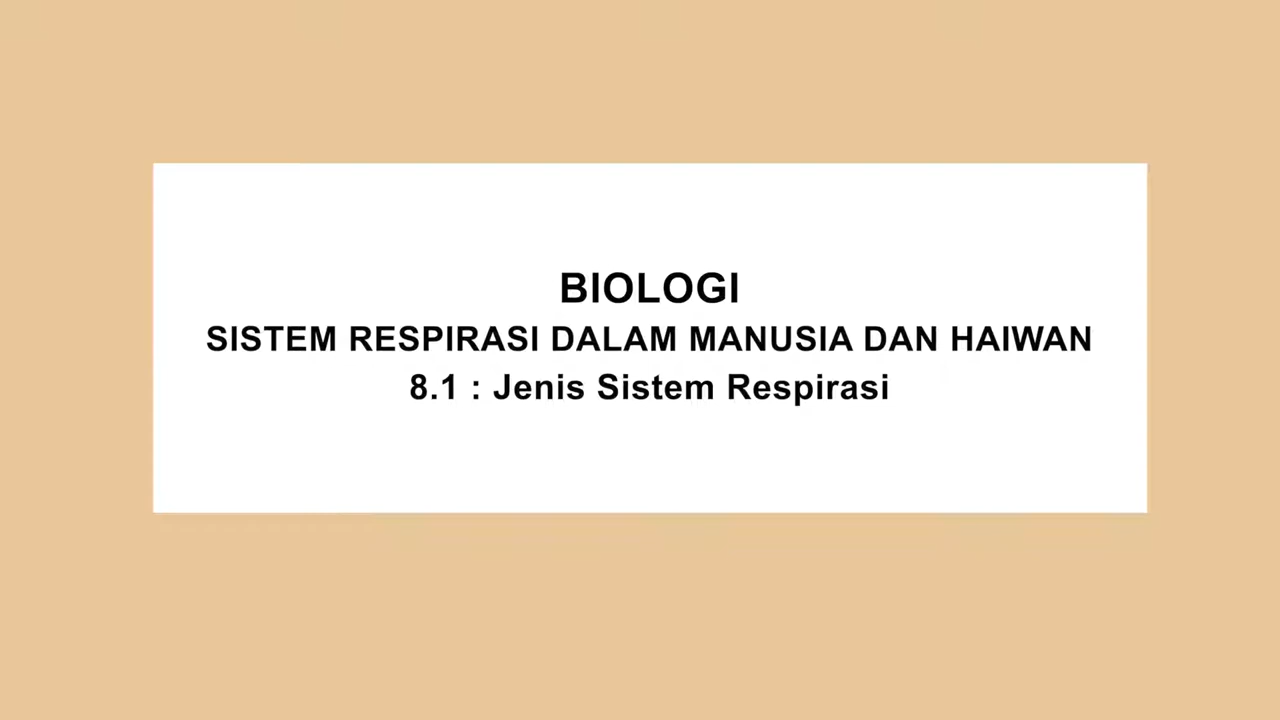 BIOLOGI
SISTEM RESPIRASI DALAM MANUSIA DAN HAIWAN
8.1 : Jenis Sistem Respirasi